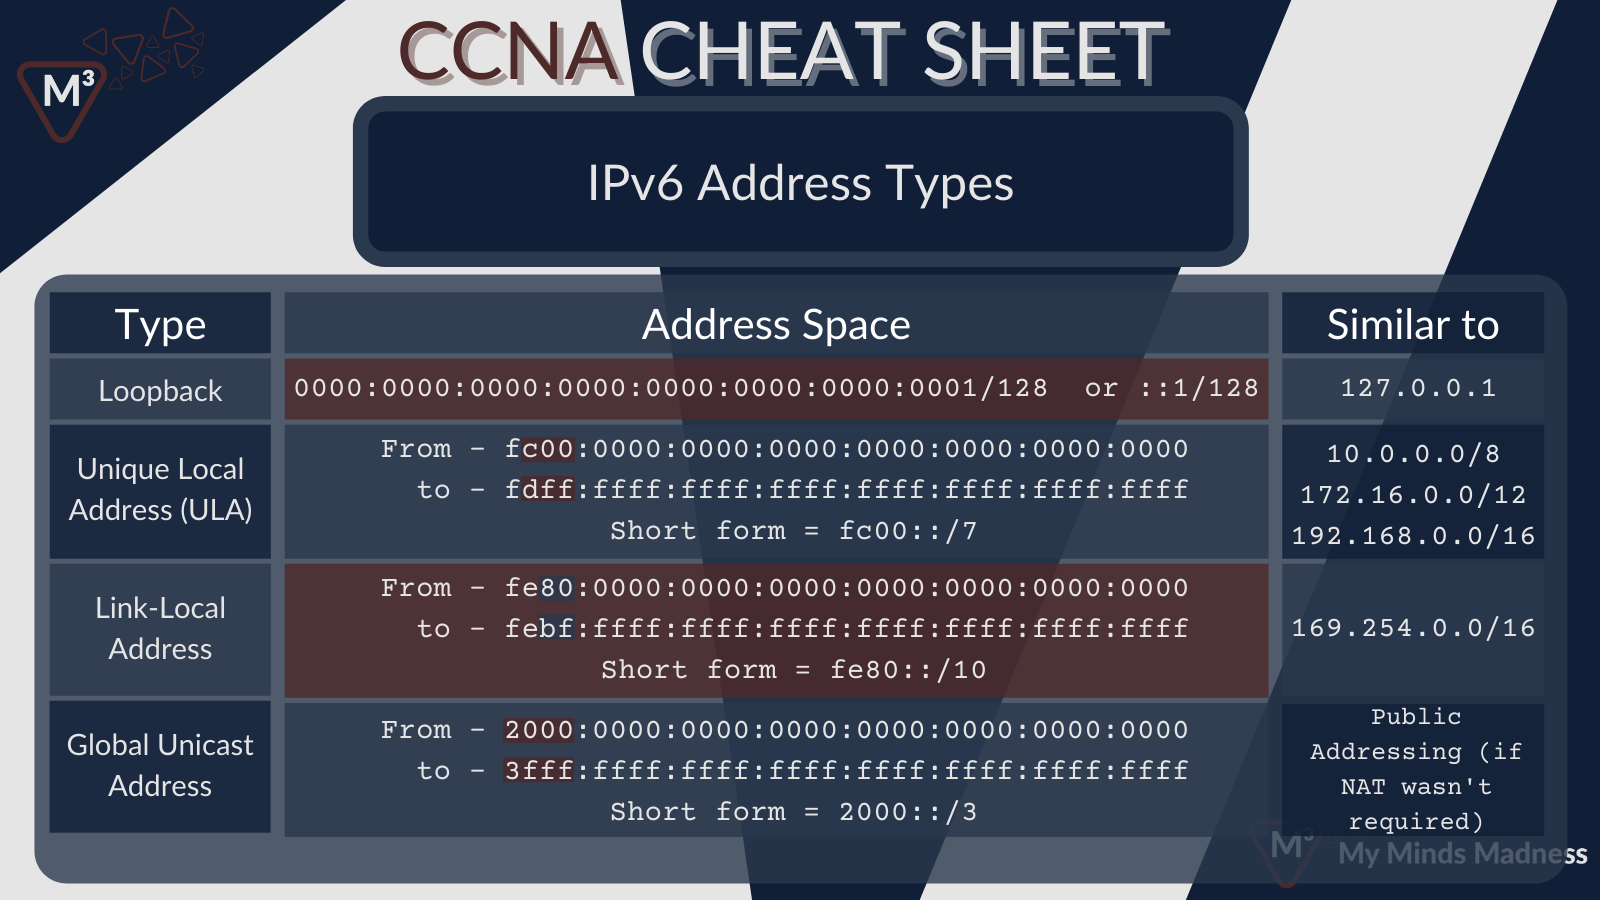 M³
CCNA CHEAT SHEET
IPv6 Address Types
Type
Address Space
Similar to
Loopback
0000:0000:0000:0000:0000:0000:0000:0001/128 or ::1/128
127.0.0.1
Unique Local
Address (ULA)
From - fc00:0000:0000:0000:0000:0000:0000:0000
to - fdff:ffff:ffff:ffff:ffff:ffff:ffff:ffff
Short form = fc00::/7
10.0.0.0/8
172.16.0.0/12
192.168.0.0/16
Link-Local
Address
From - fe80:0000:0000:0000:0000:0000:0000:0000
to - febf:ffff:ffff:ffff:ffff:ffff:ffff:ffff
Short form = fe80::/10
169.254.0.0/16
Global Unicast
Address
From - 2000:0000:0000:0000:0000:0000:0000:0000
to - 3fff:ffff:ffff:ffff:ffff:ffff:ffff:ffff
Short form = 2000::/3
Public
Addressing (if
NAT wasn't
required)
M³ My Minds Madness